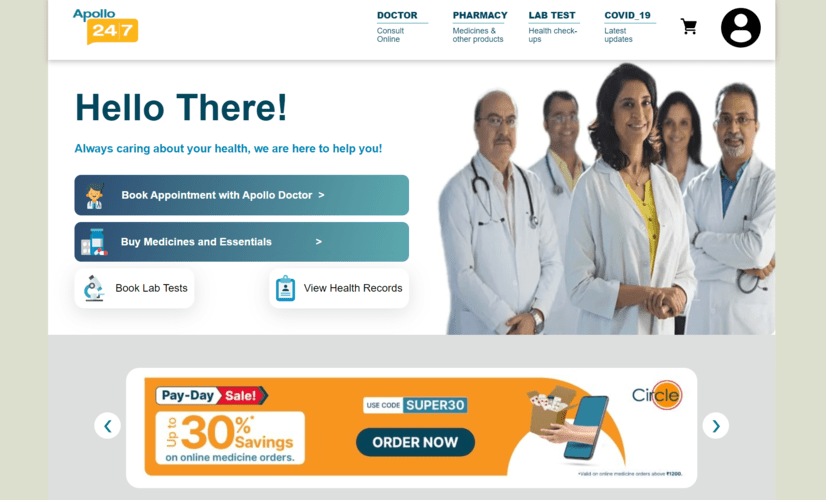 Apollo
24|7
DOCTOR
Consult
Online
PHARMACY
Medicines &
other products
LAB TEST
Health check-
ups
COVID_19
Latest
updates
Hello There!
Always caring about your health, we are here to help you!
Book Appointment with Apollo Doctor >
Buy Medicines and Essentials >
Book Lab Tests
View Health Records
Pay-Day Sale!
Up to 30%* Savings
on online medicine orders.
USE CODE SUPER30
ORDER NOW
Circle
*Valid on online medicine orders above ₹1200.